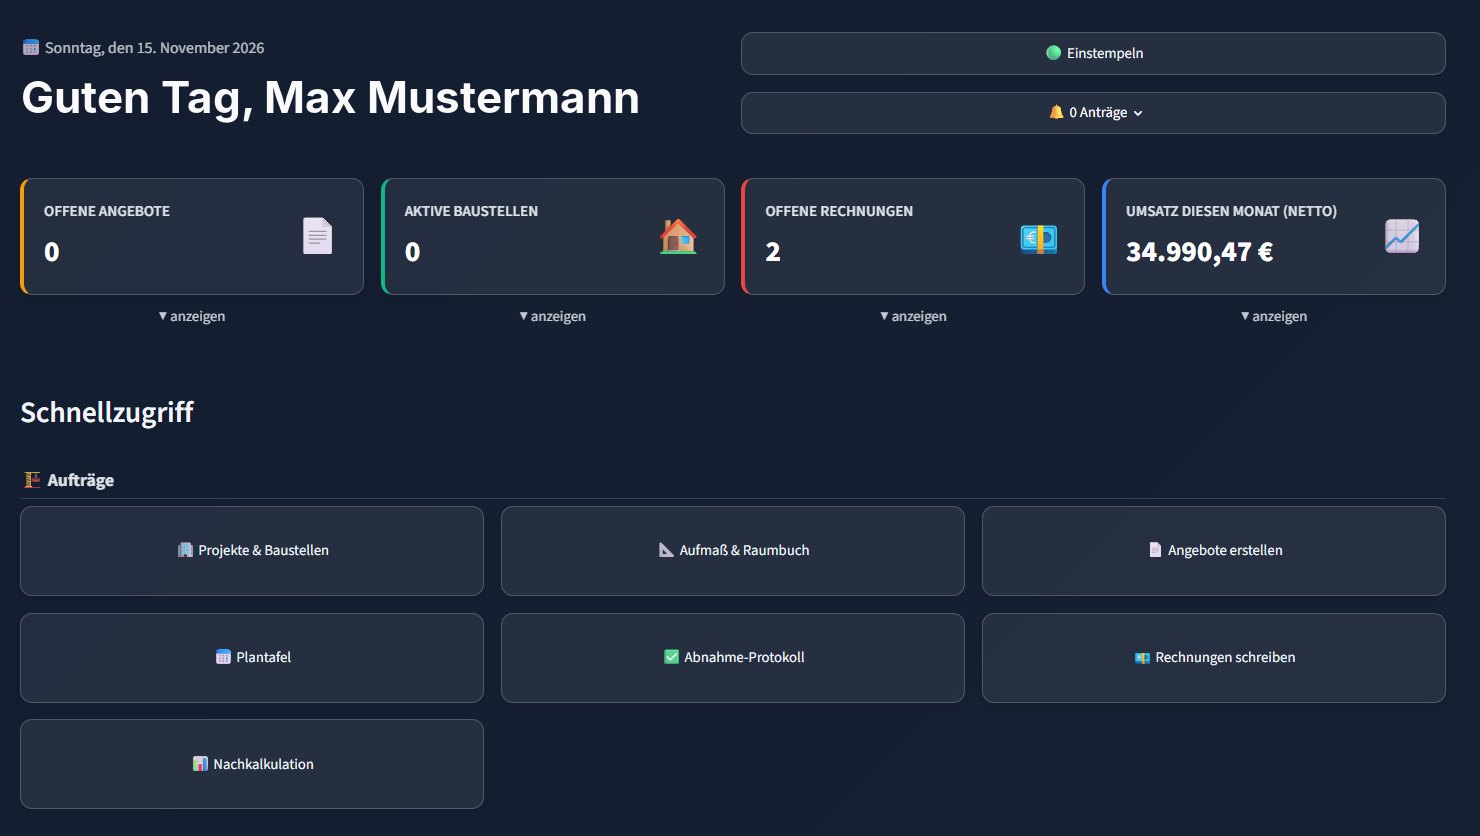 Sonntag, den 15. November 2026
Guten Tag, Max Mustermann
Einstempeln
0 Anträge
OFFENE ANGEBOTE
0
▼ anzeigen
AKTIVE BAUSTELLEN
0
▼ anzeigen
OFFENE RECHNUNGEN
2
▼ anzeigen
UMSATZ DIESEN MONAT (NETTO)
34.990,47 €
▼ anzeigen
Schnellzugriff
Aufträge
Projekte & Baustellen
Aufmaß & Raumbuch
Angebote erstellen
Plantafel
Abnahme-Protokoll
Rechnungen schreiben
Nachkalkulation